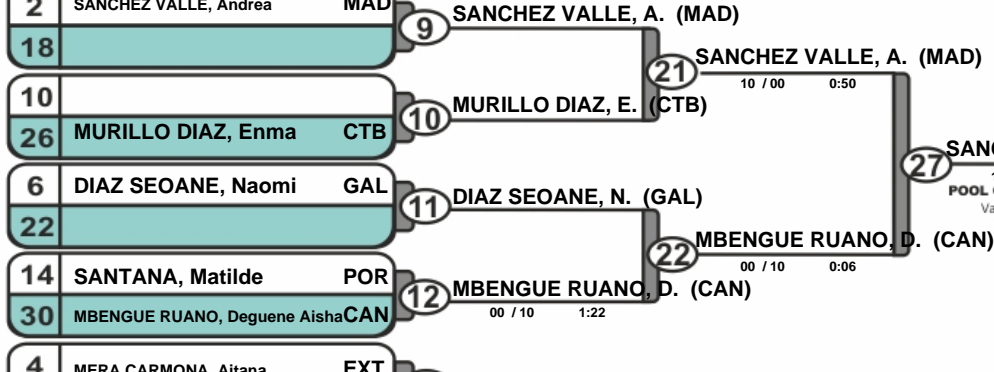 2 SANCHEZ VALLE, Andrea MAD
18
9
SANCHEZ VALLE, A. (MAD)
10
26 MURILLO DIAZ, Enma CTB
10
MURILLO DIAZ, E. (CTB)
21
SANCHEZ VALLE, A. (MAD)
10 / 00 0:50
6 DIAZ SEOANE, Naomi GAL
22
11
DIAZ SEOANE, N. (GAL)
14 SANTANA, Matilde POR
30 MBENGUE RUANO, Deguene Aisha CAN
12
MBENGUE RUANO, D. (CAN)
00 / 10 1:22
22
MBENGUE RUANO, D. (CAN)
00 / 10 0:06
27
POOL
4 MERA CARMONA, Aitana EXT